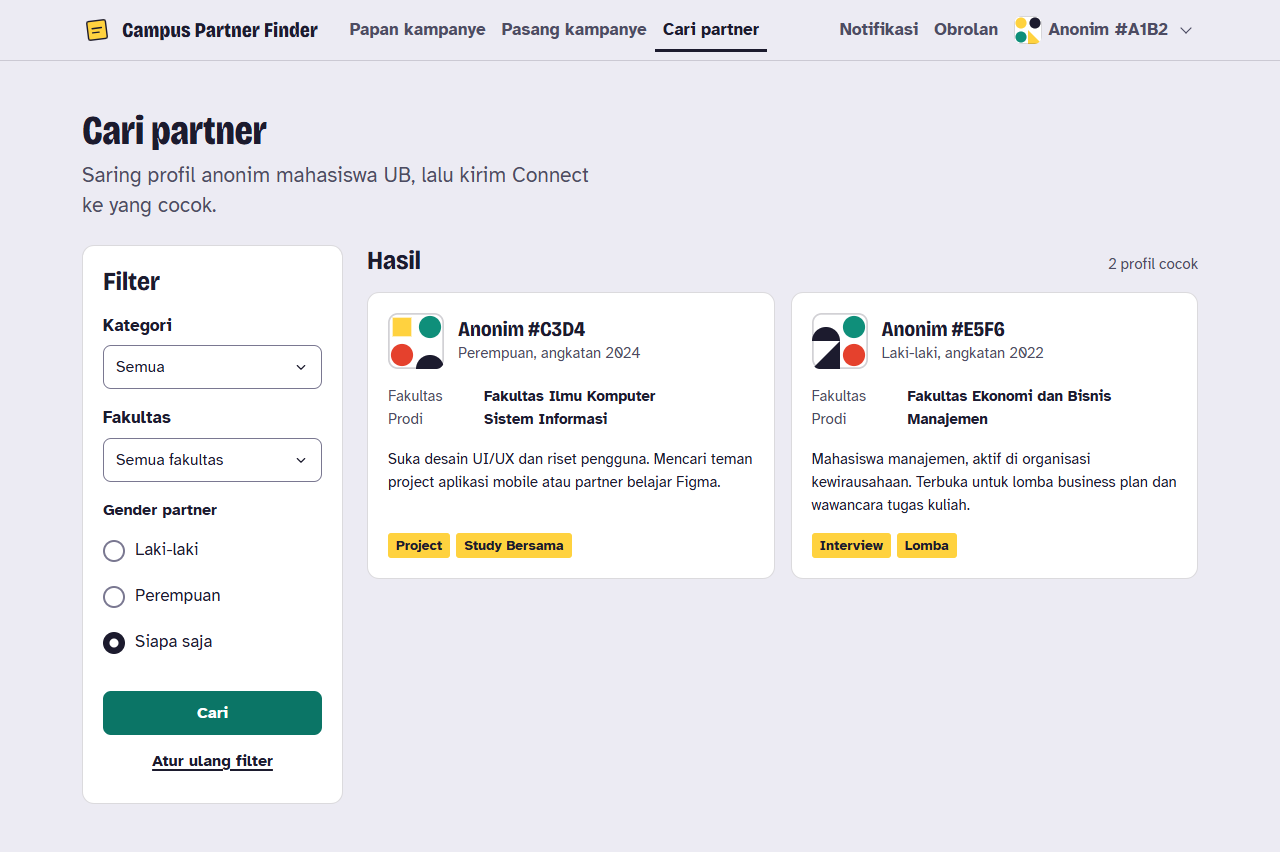 Campus Partner Finder
Papan kampanye
Pasang kampanye
Cari partner
Notifikasi
Obrolan
Anonim #A1B2
Cari partner
Saring profil anonim mahasiswa UB, lalu kirim Connect
ke yang cocok.
Filter
Kategori
Semua
Fakultas
Semua fakultas
Gender partner
Laki-laki
Perempuan
Siapa saja
Cari
Atur ulang filter
Hasil
2 profil cocok
Anonim #C3D4
Perempuan, angkatan 2024
Fakultas Fakultas Ilmu Komputer
Prodi Sistem Informasi
Suka desain UI/UX dan riset pengguna. Mencari teman
project aplikasi mobile atau partner belajar Figma.
Project
Study Bersama
Anonim #E5F6
Laki-laki, angkatan 2022
Fakultas Fakultas Ekonomi dan Bisnis
Prodi Manajemen
Mahasiswa manajemen, aktif di organisasi
kewirausahaan. Terbuka untuk lomba business plan dan
wawancara tugas kuliah.
Interview
Lomba